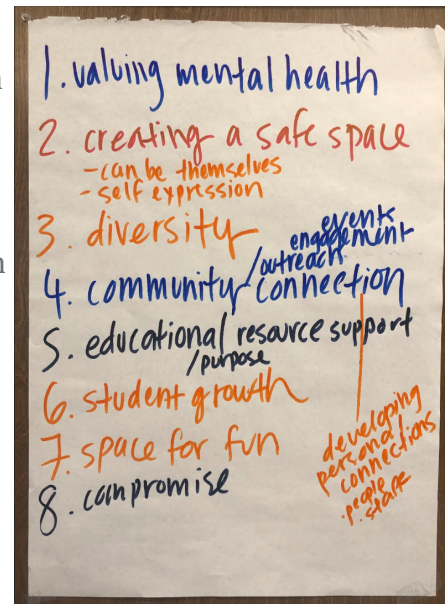 1. valuing mental health
2. creating a safe space
- can be themselves
- self expression
3. diversity
events
engagement
/outreach
4. community connection
5. educational resource support
/purpose
6. student growth
7. space for fun
8. compromise
developing
personal
connections
· people